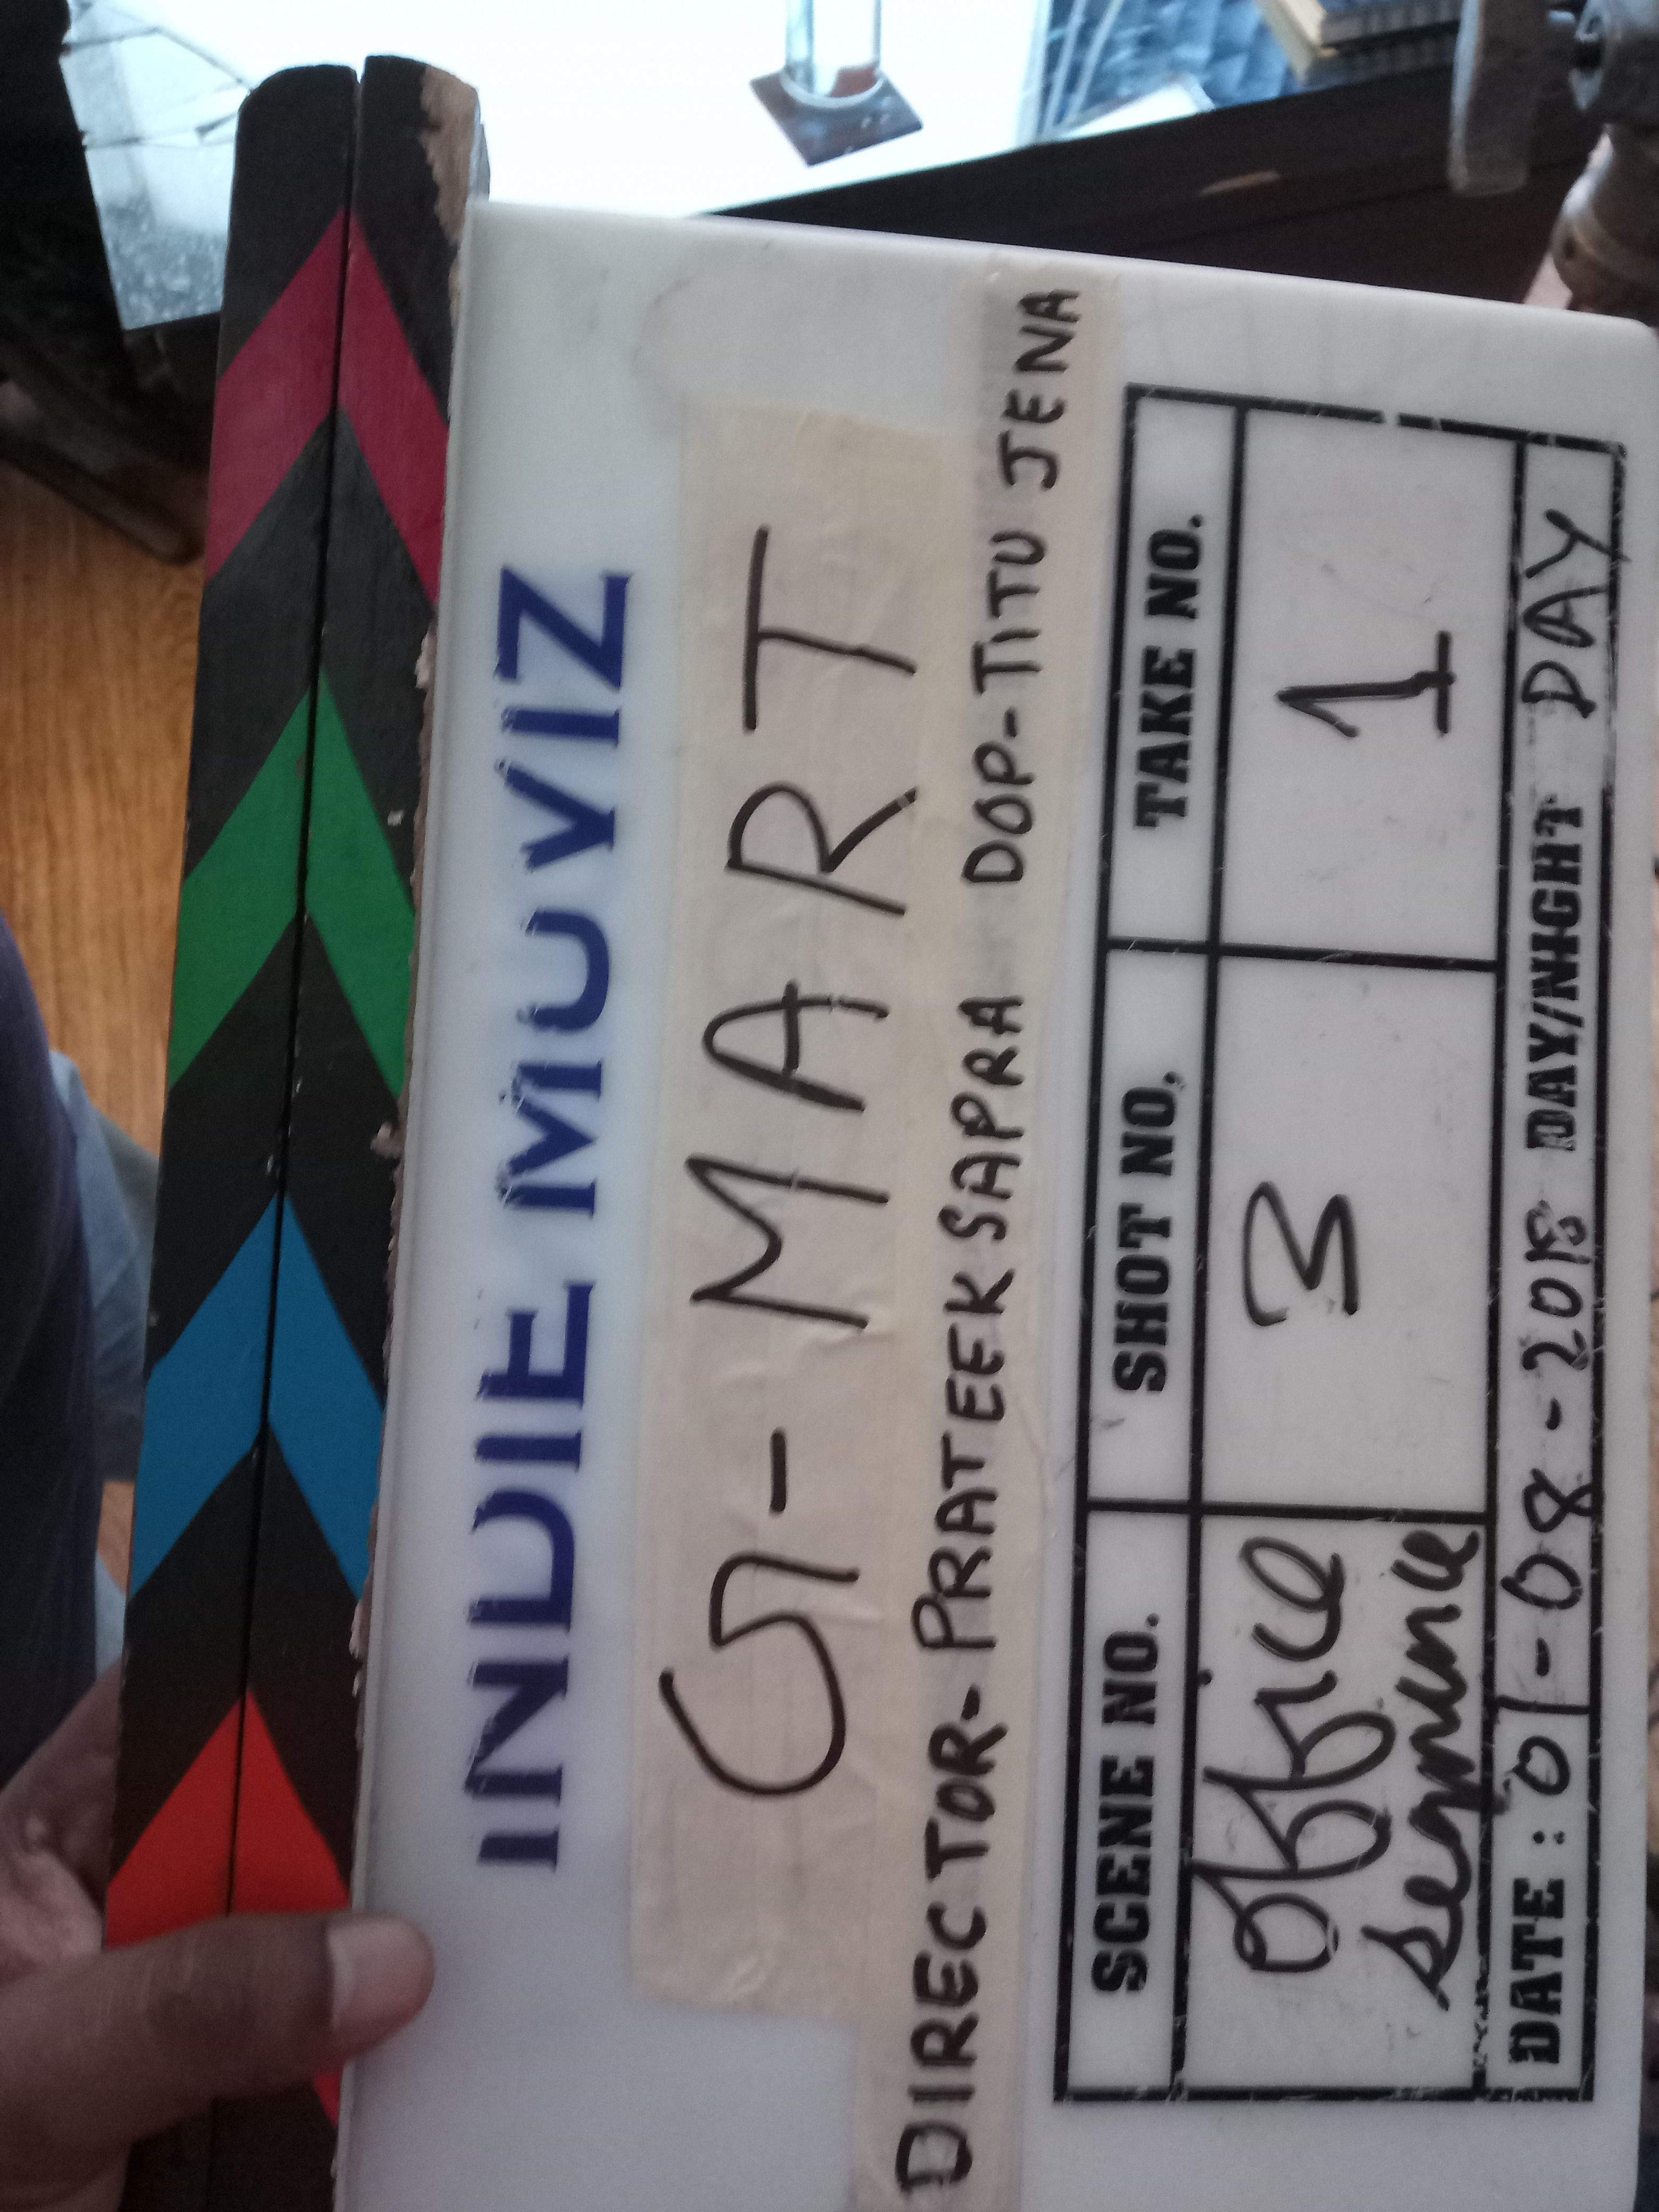 INDIE MUVIZ
G-MART
DIRECTOR- PRATEEK SAPRA DOP-TITU JENA
SCENE NO. SHOT NO. TAKE NO.
Office 3 1
Sequence
DATE : 01-08-2018 DAY/NIGHT DAY